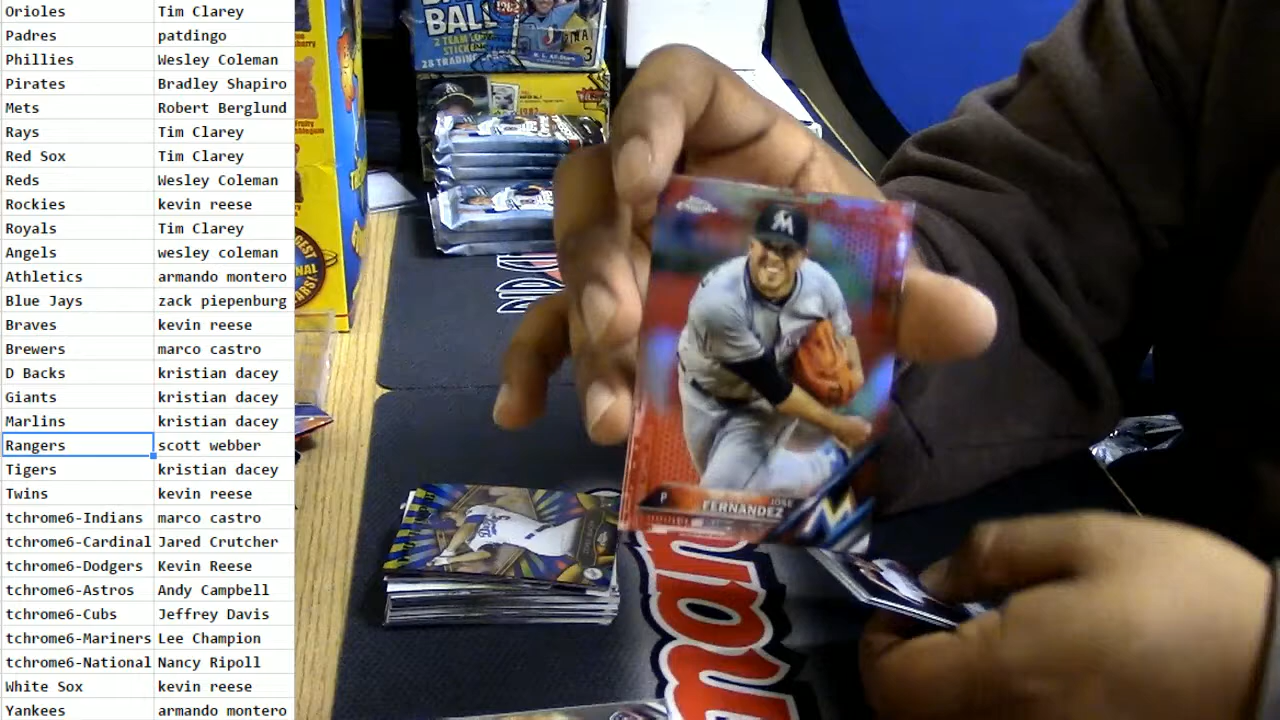 Orioles Tim Clarey
Padres patdingo
Phillies Wesley Coleman
Pirates Bradley Shapiro
Mets Robert Berglund
Rays Tim Clarey
Red Sox Tim Clarey
Reds Wesley Coleman
Rockies kevin reese
Royals Tim Clarey
Angels wesley coleman
Athletics armando montero
Blue Jays zack piepenburg
Braves kevin reese
Brewers marco castro
D Backs kristian dacey
Giants kristian dacey
Marlins kristian dacey
Rangers scott webber
Tigers kristian dacey
Twins kevin reese
tchrome6-Indians marco castro
tchrome6-Cardinal Jared Crutcher
tchrome6-Dodgers Kevin Reese
tchrome6-Astros Andy Campbell
tchrome6-Cubs Jeffrey Davis
tchrome6-Mariners Lee Champion
tchrome6-National Nancy Ripoll
White Sox kevin reese
Yankees armando montero
BALL
2 TEAM
3
M
P
JOSE
FERNANDEZ